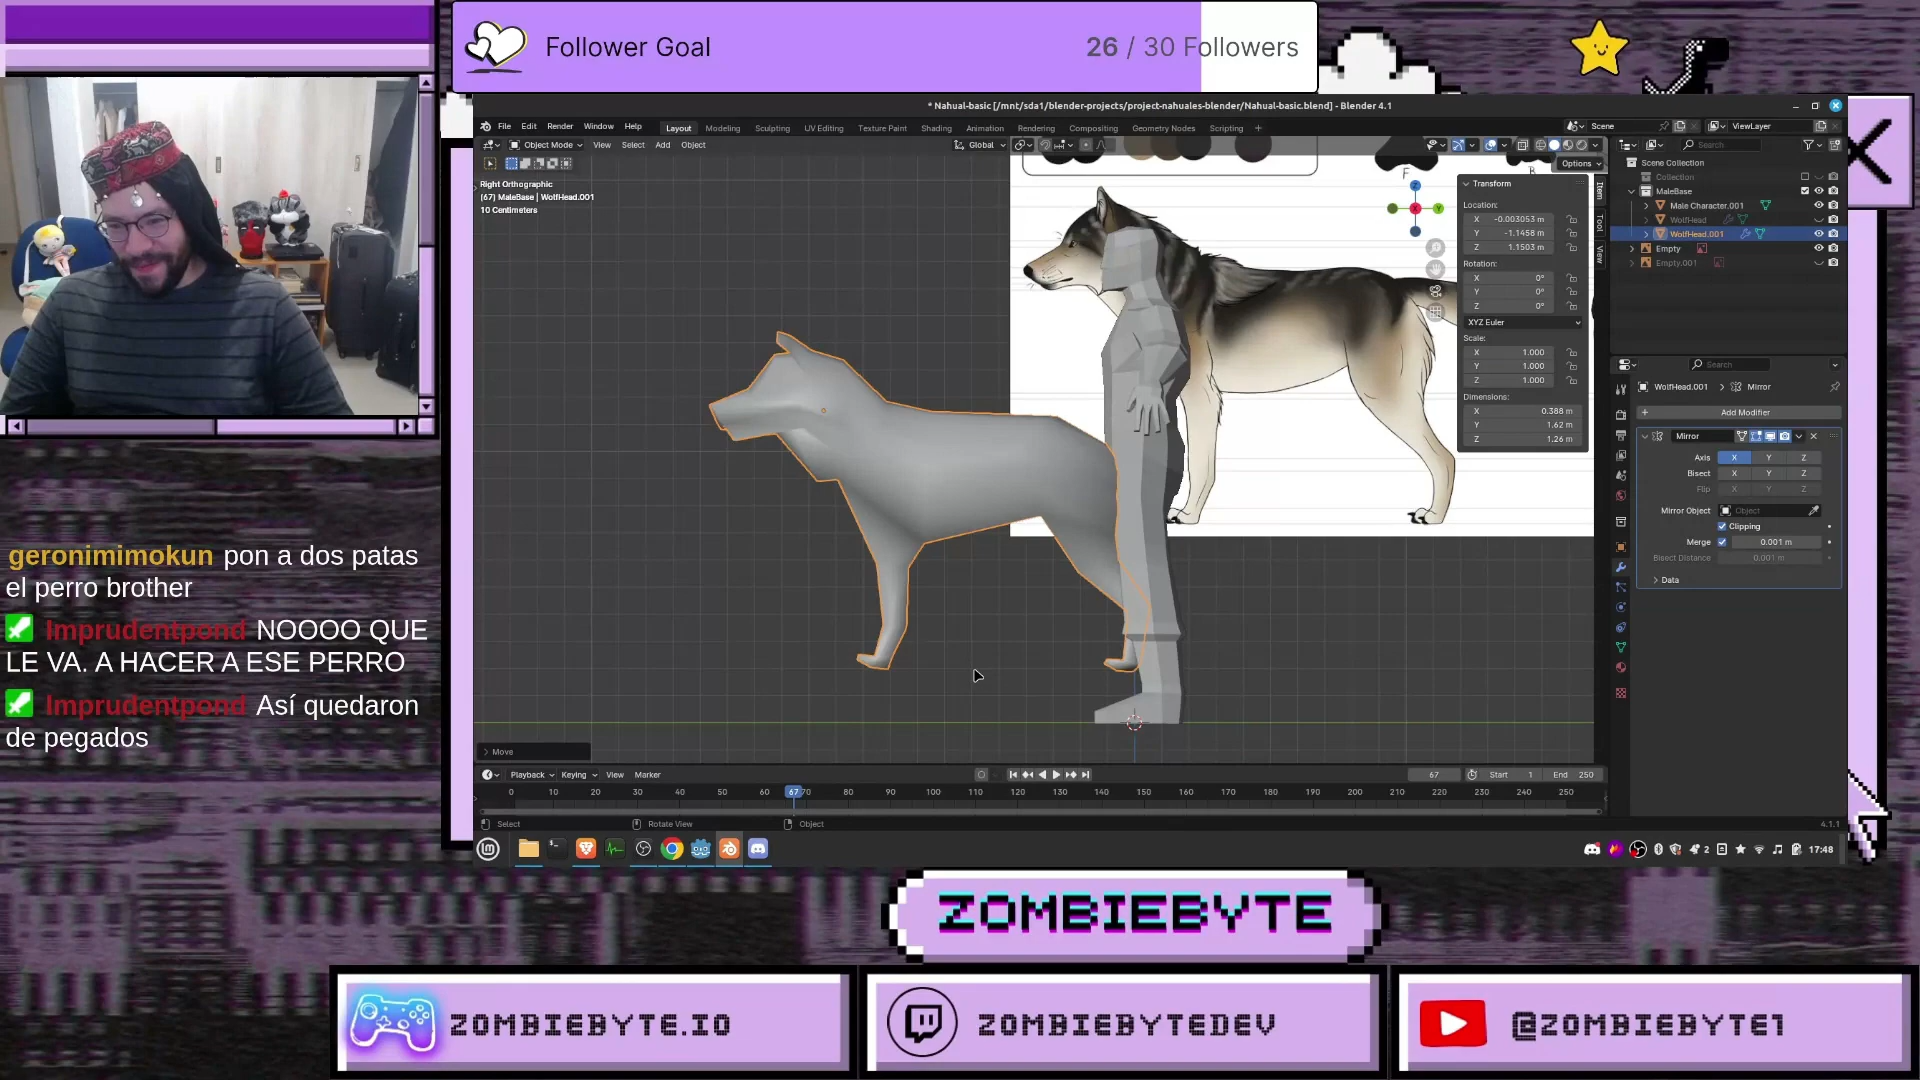 Follower Goal
26 / 30 Followers
* Nahual-basic [/mnt/sda1/blender-projects/project-nahuales-blender/Nahual-basic.blend] - Blender 4.1
File Edit Render Window Help
Layout Modeling Sculpting UV Editing Texture Paint Shading Animation Rendering Compositing Geometry Nodes Scripting +
Scene
ViewLayer
Object Mode View Select Add Object
Global
Options
Search
Right Orthographic
(67) MaleBase | WolfHead.001
10 Centimeters
F
Transform
Location:
X -0.003053 m
Y -1.1458 m
Z 1.1503 m
Rotation:
X 0°
Y 0°
Z 0°
XYZ Euler
Scale:
X 1.000
Y 1.000
Z 1.000
Dimensions:
X 0.388 m
Y 1.62 m
Z 1.26 m
Item
Tool
View
Z
X
Y
Scene Collection
Collection
MaleBase
Male Character.001
WolfHead
WolfHead.001
Empty
Empty.001
Search
WolfHead.001 > Mirror
+ Add Modifier
Mirror
Axis X Y Z
Bisect X Y Z
Flip X Y Z
Mirror Object Object
Clipping
Merge 0.001 m
Bisect Distance 0.001 m
Data
Move
Playback Keying View Marker
67 Start 1 End 250
0 10 20 30 40 50 60 67 70 80 90 100 110 120 130 140 150 160 170 180 190 200 210 220 230 240 250
Select Rotate View Object
4.1.1
2
17:48
geronimimokun pon a dos patas
el perro brother
Imprudentpond NOOOO QUE
LE VA. A HACER A ESE PERRO
Imprudentpond Así quedaron
de pegados
ZOMBIEBYTE
ZOMBIEBYTE.IO
ZOMBIEBYTEDEV
@ZOMBIEBYTE1